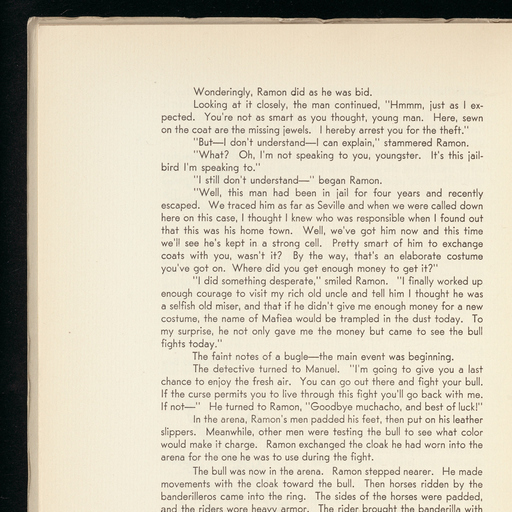 Wonderingly, Ramon did as he was bid.
Looking at it closely, the man continued, "Hmmm, just as I ex-
pected. You're not as smart as you thought, young man. Here, sewn
on the coat are the missing jewels. I hereby arrest you for the theft."
"But—I don't understand—I can explain," stammered Ramon.
"What? Oh, I'm not speaking to you, youngster. It's this jail-
bird I'm speaking to."
"I still don't understand—" began Ramon.
"Well, this man had been in jail for four years and recently
escaped. We traced him as far as Seville and when we were called down
here on this case, I thought I knew who was responsible when I found out
that this was his home town. Well, we've got him now and this time
we'll see he's kept in a strong cell. Pretty smart of him to exchange
coats with you, wasn't it? By the way, that's an elaborate costume
you've got on. Where did you get enough money to get it?"
"I did something desperate," smiled Ramon. "I finally worked up
enough courage to visit my rich old uncle and tell him I thought he was
a selfish old miser, and that if he didn't give me enough money for a new
costume, the name of Mafiea would be trampled in the dust today. To
my surprise, he not only gave me the money but came to see the bull
fights today."
The faint notes of a bugle—the main event was beginning.
The detective turned to Manuel. "I'm going to give you a last
chance to enjoy the fresh air. You can go out there and fight your bull.
If the curse permits you to live through this fight you'll go back with me.
If not—" He turned to Ramon, "Goodbye muchacho, and best of luck!"
In the arena, Ramon's men padded his feet, then put on his leather
slippers. Meanwhile, other men were testing the bull to see what color
would make it charge. Ramon exchanged the cloak he had worn into the
arena for the one he was to use during the fight.
The bull was now in the arena. Ramon stepped nearer. He made
movements with the cloak toward the bull. Then horses ridden by the
banderilleros came into the ring. The sides of the horses were padded,
and the riders wore heavy armor. The rider brought the banderilla with